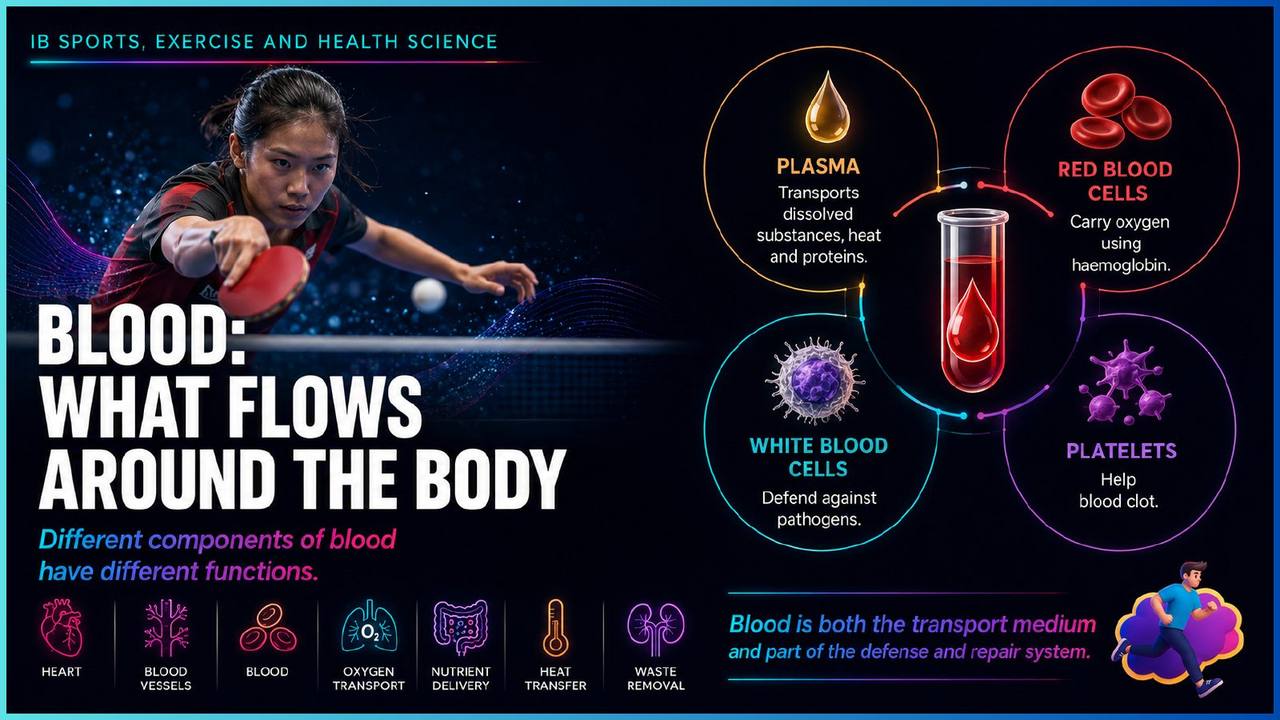 IB SPORTS, EXERCISE AND HEALTH SCIENCE
BLOOD:
WHAT FLOWS
AROUND THE BODY
Different components of blood
have different functions.
HEART
BLOOD
VESSELS
BLOOD
O₂
OXYGEN
TRANSPORT
NUTRIENT
DELIVERY
HEAT
TRANSFER
WASTE
REMOVAL
PLASMA
Transports
dissolved
substances, heat
and proteins.
RED BLOOD
CELLS
Carry oxygen
using
haemoglobin.
WHITE BLOOD
CELLS
Defend against
pathogens.
PLATELETS
Help
blood clot.
Blood is both the transport medium
and part of the defense and repair system.